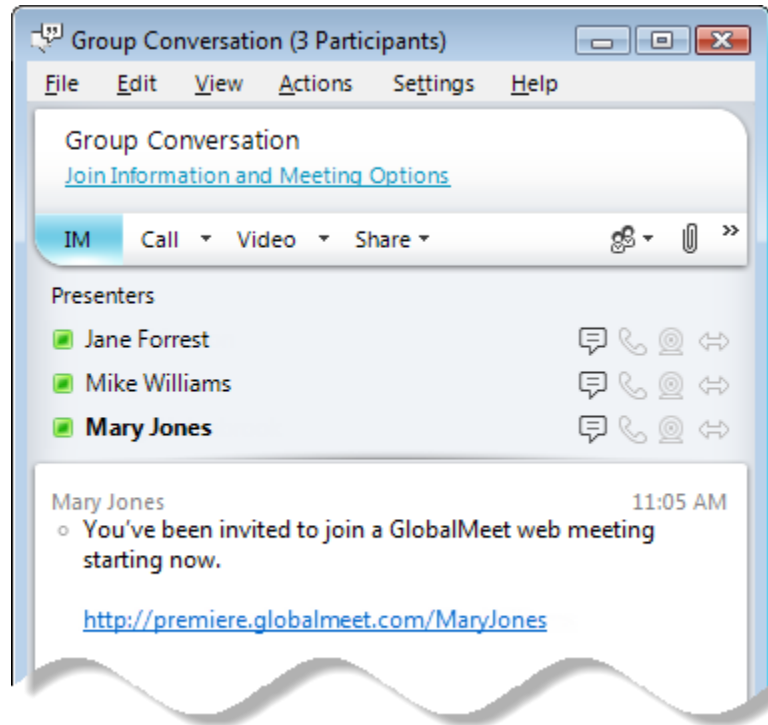 Group Conversation (3 Participants)
File Edit View Actions Settings Help
Group Conversation
Join Information and Meeting Options
IM Call Video Share »
Presenters
Jane Forrest
Mike Williams
Mary Jones
Mary Jones 11:05 AM
You've been invited to join a GlobalMeet web meeting
starting now.
http://premiere.globalmeet.com/MaryJones